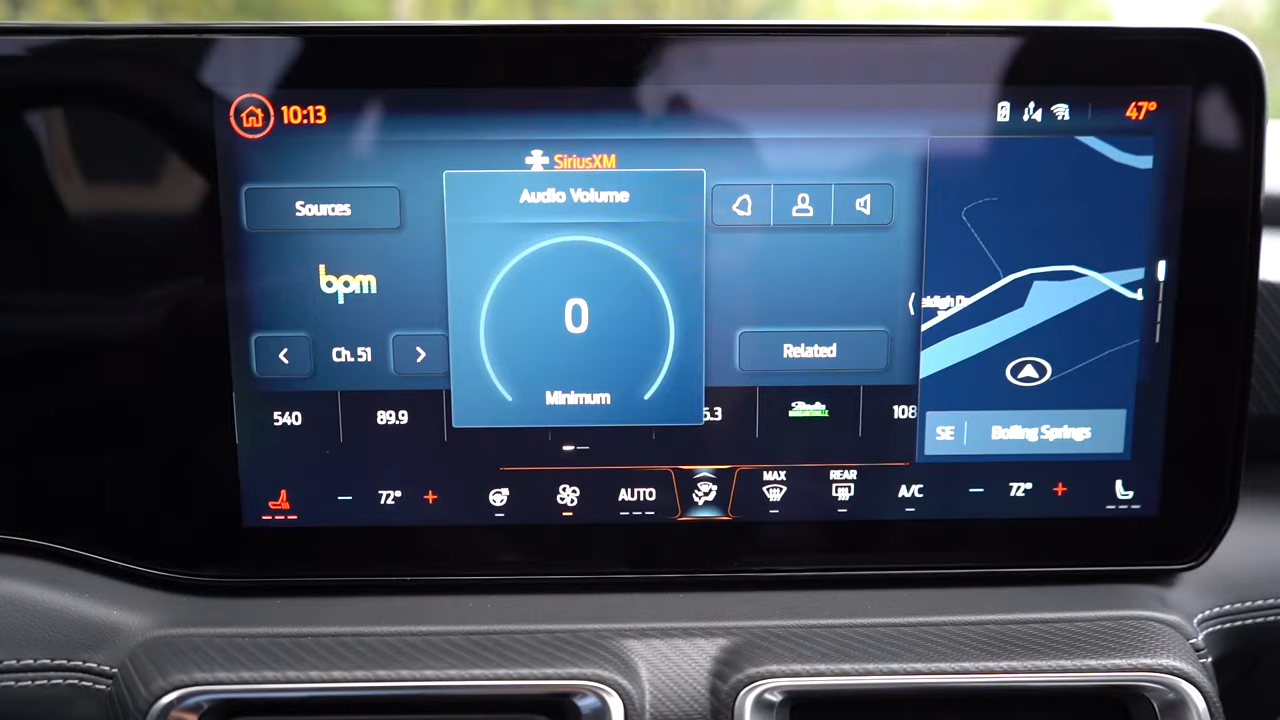 10:13
47°
SiriusXM
Sources
Audio Volume
bpm
0
Ch. 51
Related
Minimum
540
89.9
108
SE
Boiling Springs
72°
AUTO
MAX
REAR
A/C
72°